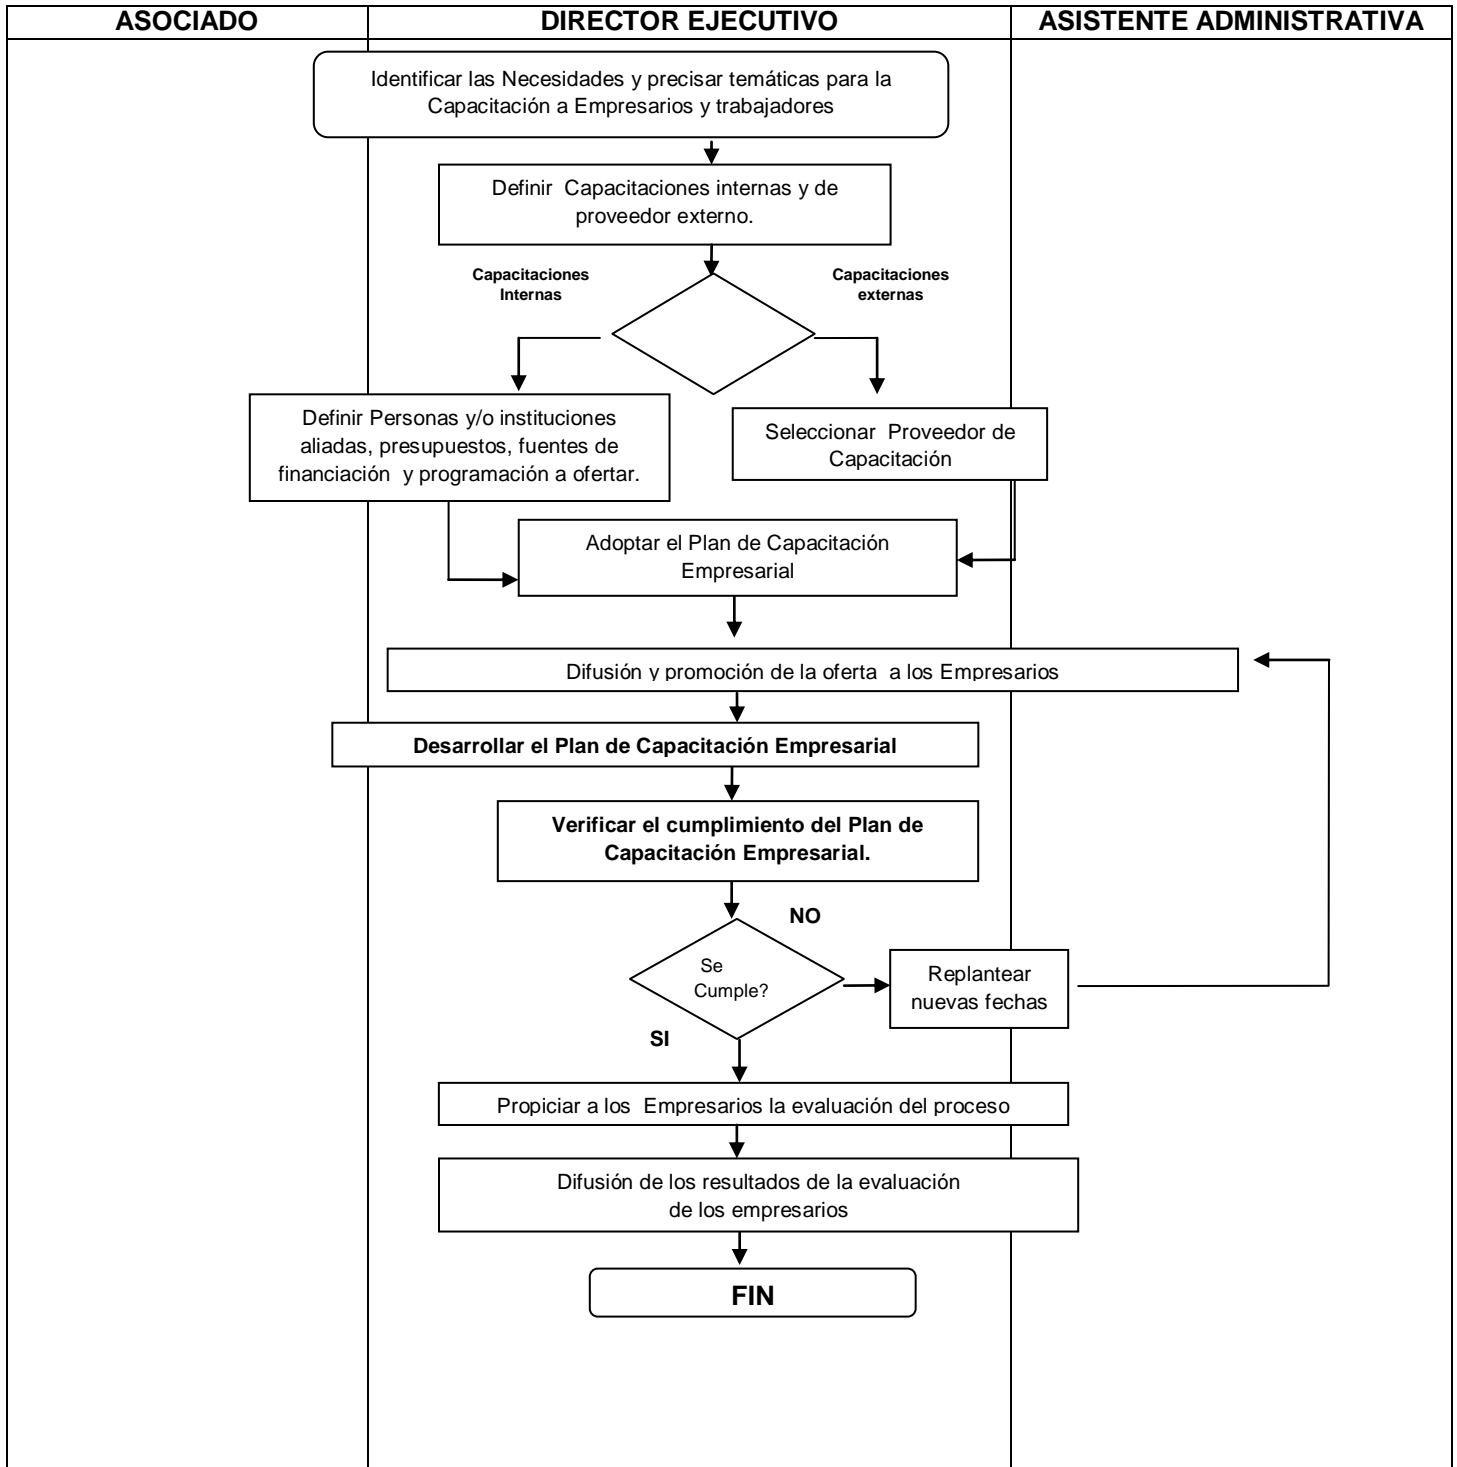 ASOCIADO
DIRECTOR EJECUTIVO
ASISTENTE ADMINISTRATIVA
Identificar las Necesidades y precisar temáticas para la
Capacitación a Empresarios y trabajadores
Definir Capacitaciones internas y de
proveedor externo.
Capacitaciones
Internas
Capacitaciones
externas
Definir Personas y/o instituciones
aliadas, presupuestos, fuentes de
financiación y programación a ofertar.
Seleccionar Proveedor de
Capacitación
Adoptar el Plan de Capacitación
Empresarial
Difusión y promoción de la oferta a los Empresarios
Desarrollar el Plan de Capacitación Empresarial
Verificar el cumplimiento del Plan de
Capacitación Empresarial.
NO
Se
Cumple?
Replantear
nuevas fechas
SI
Propiciar a los Empresarios la evaluación del proceso
Difusión de los resultados de la evaluación
de los empresarios
FIN